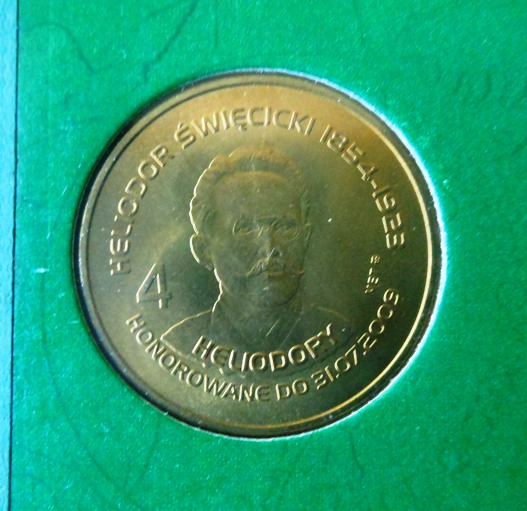 HELIODOR ŚWIĘCICKI 1854-1923
4
HELIODORY
HONOROWANE DO 31.07.2009